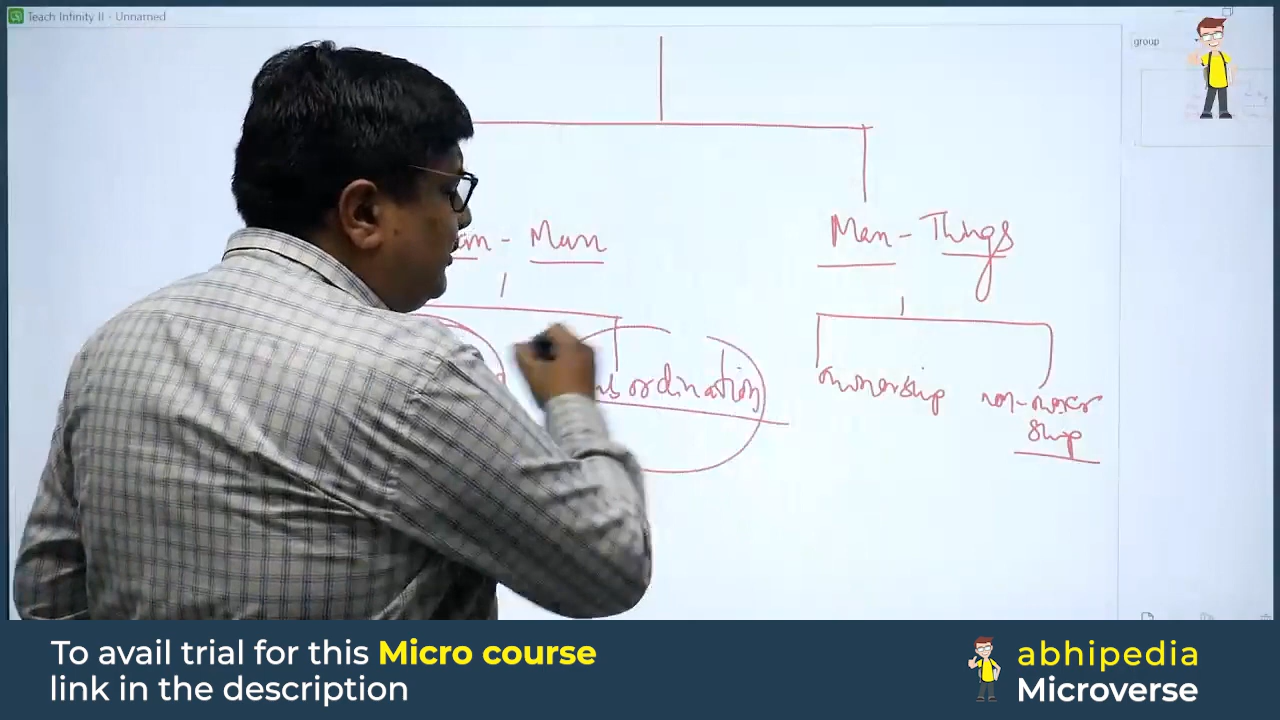 Teach Infinity II - Unnamed
group
- Man
Man - Things
ordination
ownership
non-owner
ship
To avail trial for this Micro course
link in the description
abhipedia
Microverse